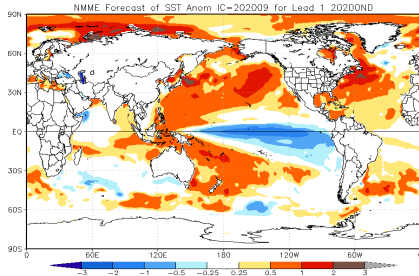 NMME Forecast of SST Anom IC=202009 for Lead 1 2020OND
90N
60N
30N
EQ
30S
60S
90S
0 60E 120E 180 120W 60W
-3 -2 -1 -0.5 -0.25 0.25 0.5 1 2 3